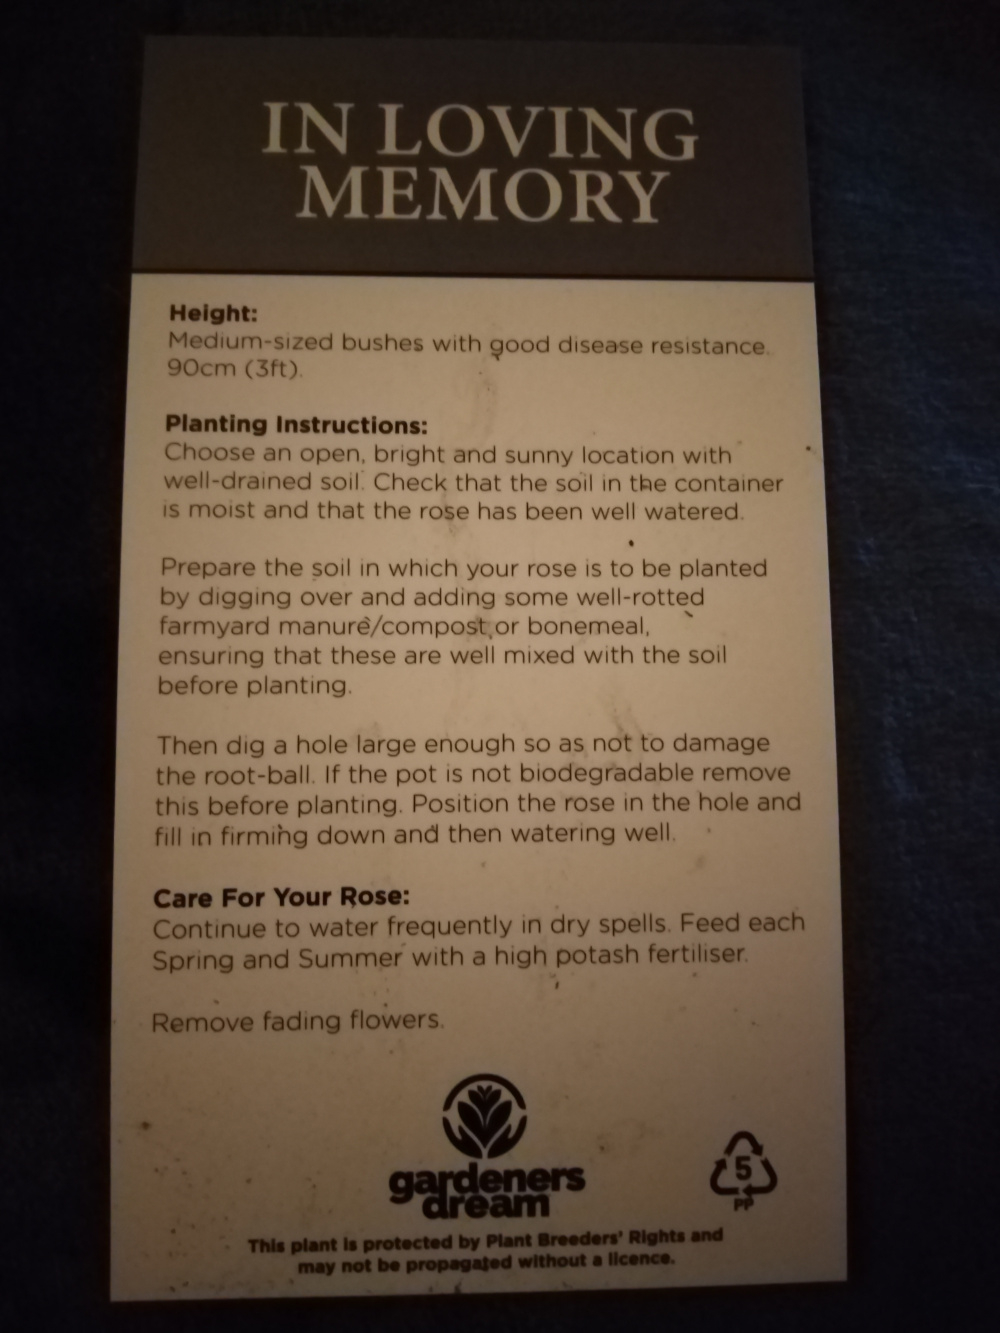 IN LOVING
MEMORY
Height:
Medium-sized bushes with good disease resistance.
90cm (3ft).
Planting Instructions:
Choose an open, bright and sunny location with
well-drained soil. Check that the soil in the container
is moist and that the rose has been well watered.
Prepare the soil in which your rose is to be planted
by digging over and adding some well-rotted
farmyard manure/compost or bonemeal,
ensuring that these are well mixed with the soil
before planting.
Then dig a hole large enough so as not to damage
the root-ball. If the pot is not biodegradable remove
this before planting. Position the rose in the hole and
fill in firming down and then watering well.
Care For Your Rose:
Continue to water frequently in dry spells. Feed each
Spring and Summer with a high potash fertiliser.
Remove fading flowers.
gardeners
dream
5
PP
This plant is protected by Plant Breeders' Rights and
may not be propagated without a licence.